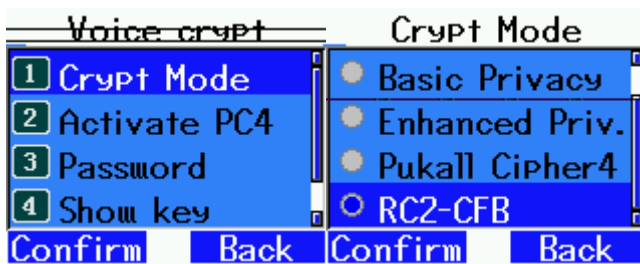 Voice crypt
1 Crypt Mode
2 Activate PC4
3 Password
4 Show key
Confirm Back
Crypt Mode
Basic Privacy
Enhanced Priv.
Pukall Cipher4
RC2-CFB
Confirm Back